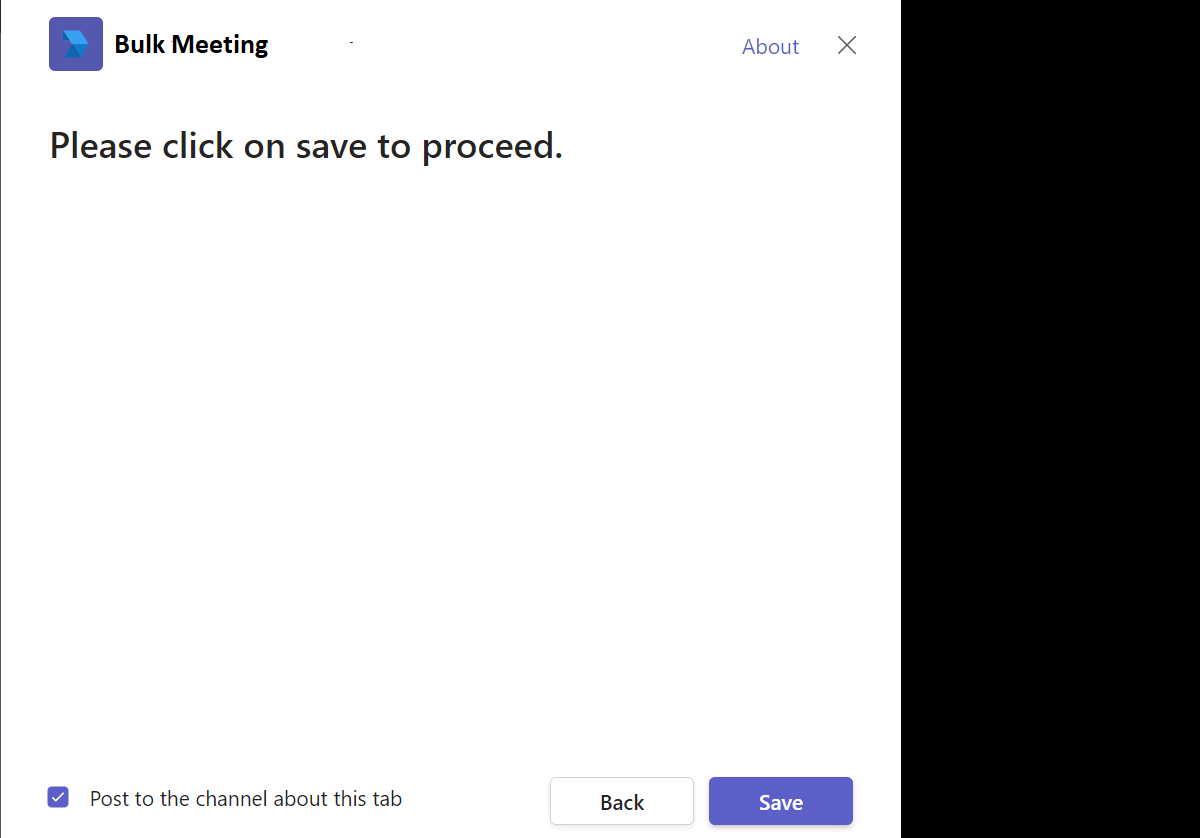 Bulk Meeting
About
Please click on save to proceed.
Post to the channel about this tab
Back
Save